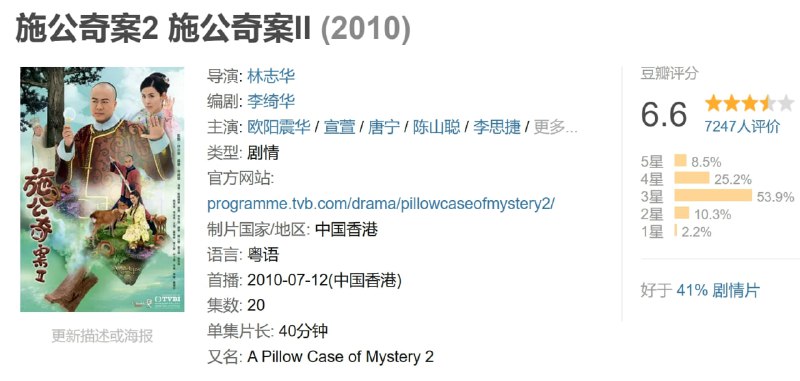 施公奇案2 施公奇案II (2010)
导演: 林志华
编剧: 李绮华
主演: 欧阳震华 / 宣萱 / 唐宁 / 陈山聪 / 李思捷 / 更多...
类型: 剧情
官方网站:
programme.tvb.com/drama/pillowcaseofmystery2/
制片国家/地区: 中国香港
语言: 粤语
首播: 2010-07-12(中国香港)
集数: 20
单集片长: 40分钟
又名: A Pillow Case of Mystery 2
施公奇案II
TVBI
更新描述或海报
豆瓣评分
6.6
7247人评价
5星 8.5%
4星 25.2%
3星 53.9%
2星 10.3%
1星 2.2%
好于 41% 剧情片